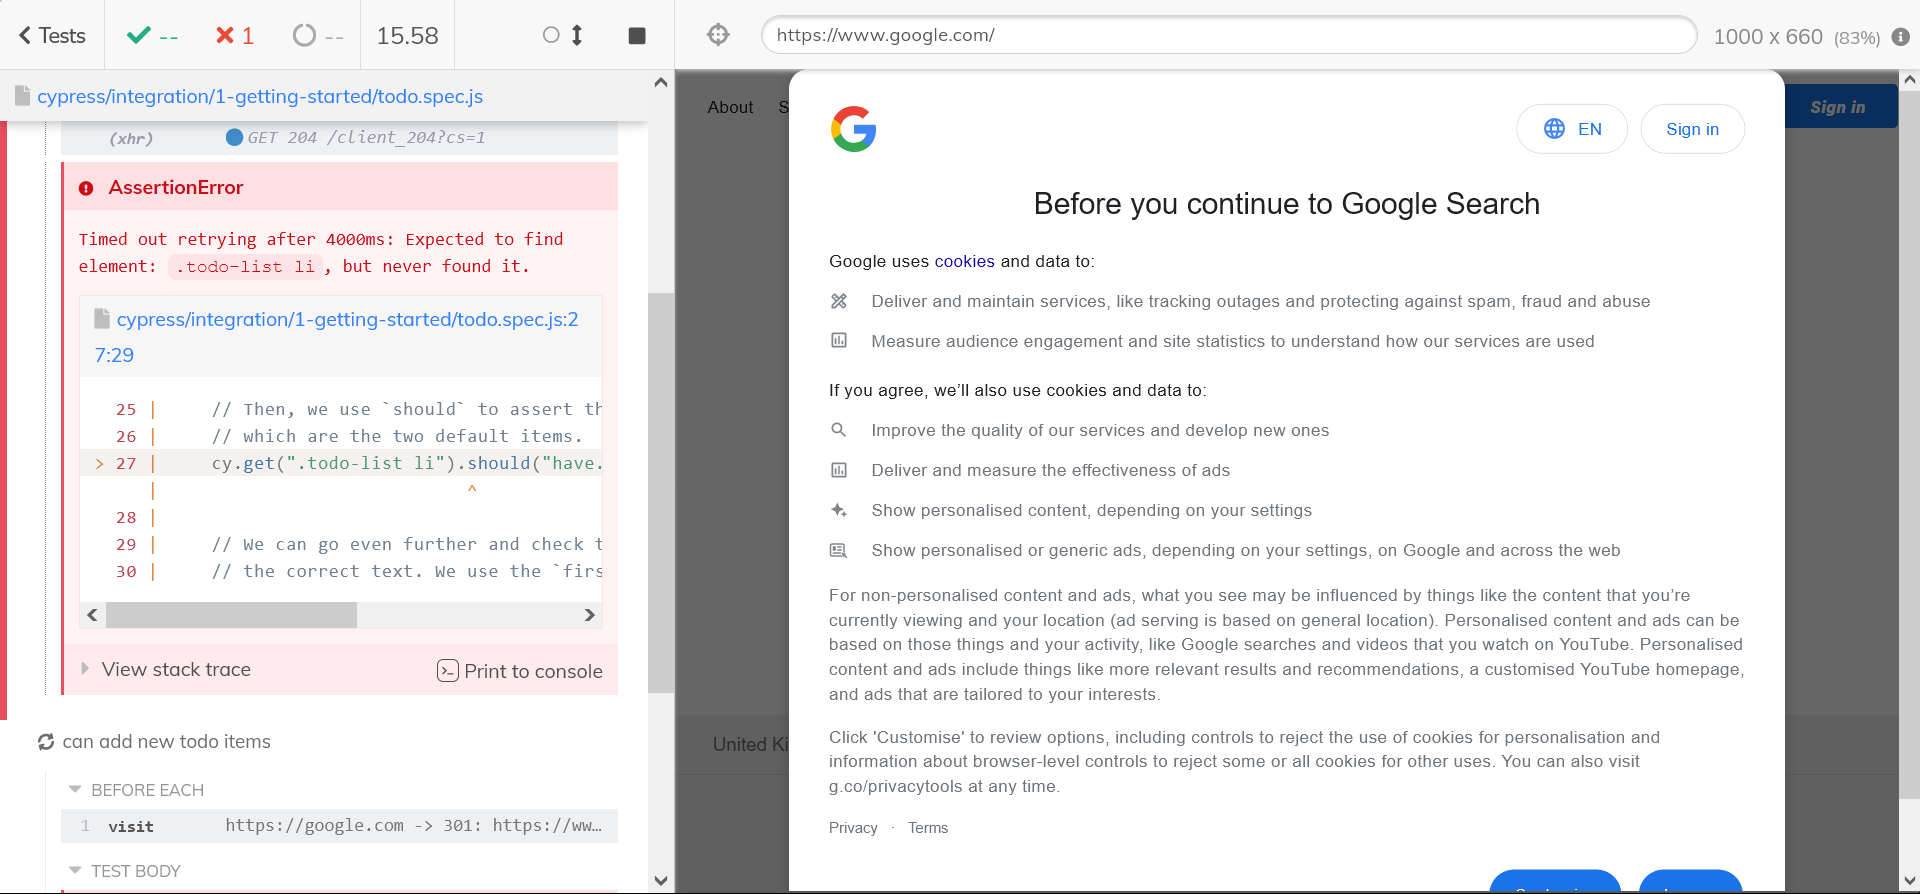 Tests
--
1
--
15.58
https://www.google.com/
1000 x 660 (83%)
cypress/integration/1-getting-started/todo.spec.js
(xhr) GET 204 /client_204?cs=1
AssertionError
Timed out retrying after 4000ms: Expected to find
element: .todo-list li, but never found it.
cypress/integration/1-getting-started/todo.spec.js:2
7:29
25 | // Then, we use `should` to assert th
26 | // which are the two default items.
> 27 | cy.get(".todo-list li").should("have.
| ^
28 |
29 | // We can go even further and check t
30 | // the correct text. We use the `firs
View stack trace
Print to console
can add new todo items
BEFORE EACH
1 visit https://google.com -> 301: https://ww...
TEST BODY
About S
Sign in
EN
Sign in
Before you continue to Google Search
Google uses cookies and data to:
Deliver and maintain services, like tracking outages and protecting against spam, fraud and abuse
Measure audience engagement and site statistics to understand how our services are used
If you agree, we’ll also use cookies and data to:
Improve the quality of our services and develop new ones
Deliver and measure the effectiveness of ads
Show personalised content, depending on your settings
Show personalised or generic ads, depending on your settings, on Google and across the web
For non-personalised content and ads, what you see may be influenced by things like the content that you’re
currently viewing and your location (ad serving is based on general location). Personalised content and ads can be
based on those things and your activity, like Google searches and videos that you watch on YouTube. Personalised
content and ads include things like more relevant results and recommendations, a customised YouTube homepage,
and ads that are tailored to your interests.
Click 'Customise' to review options, including controls to reject the use of cookies for personalisation and
information about browser-level controls to reject some or all cookies for other uses. You can also visit
g.co/privacytools at any time.
Privacy · Terms
United Ki